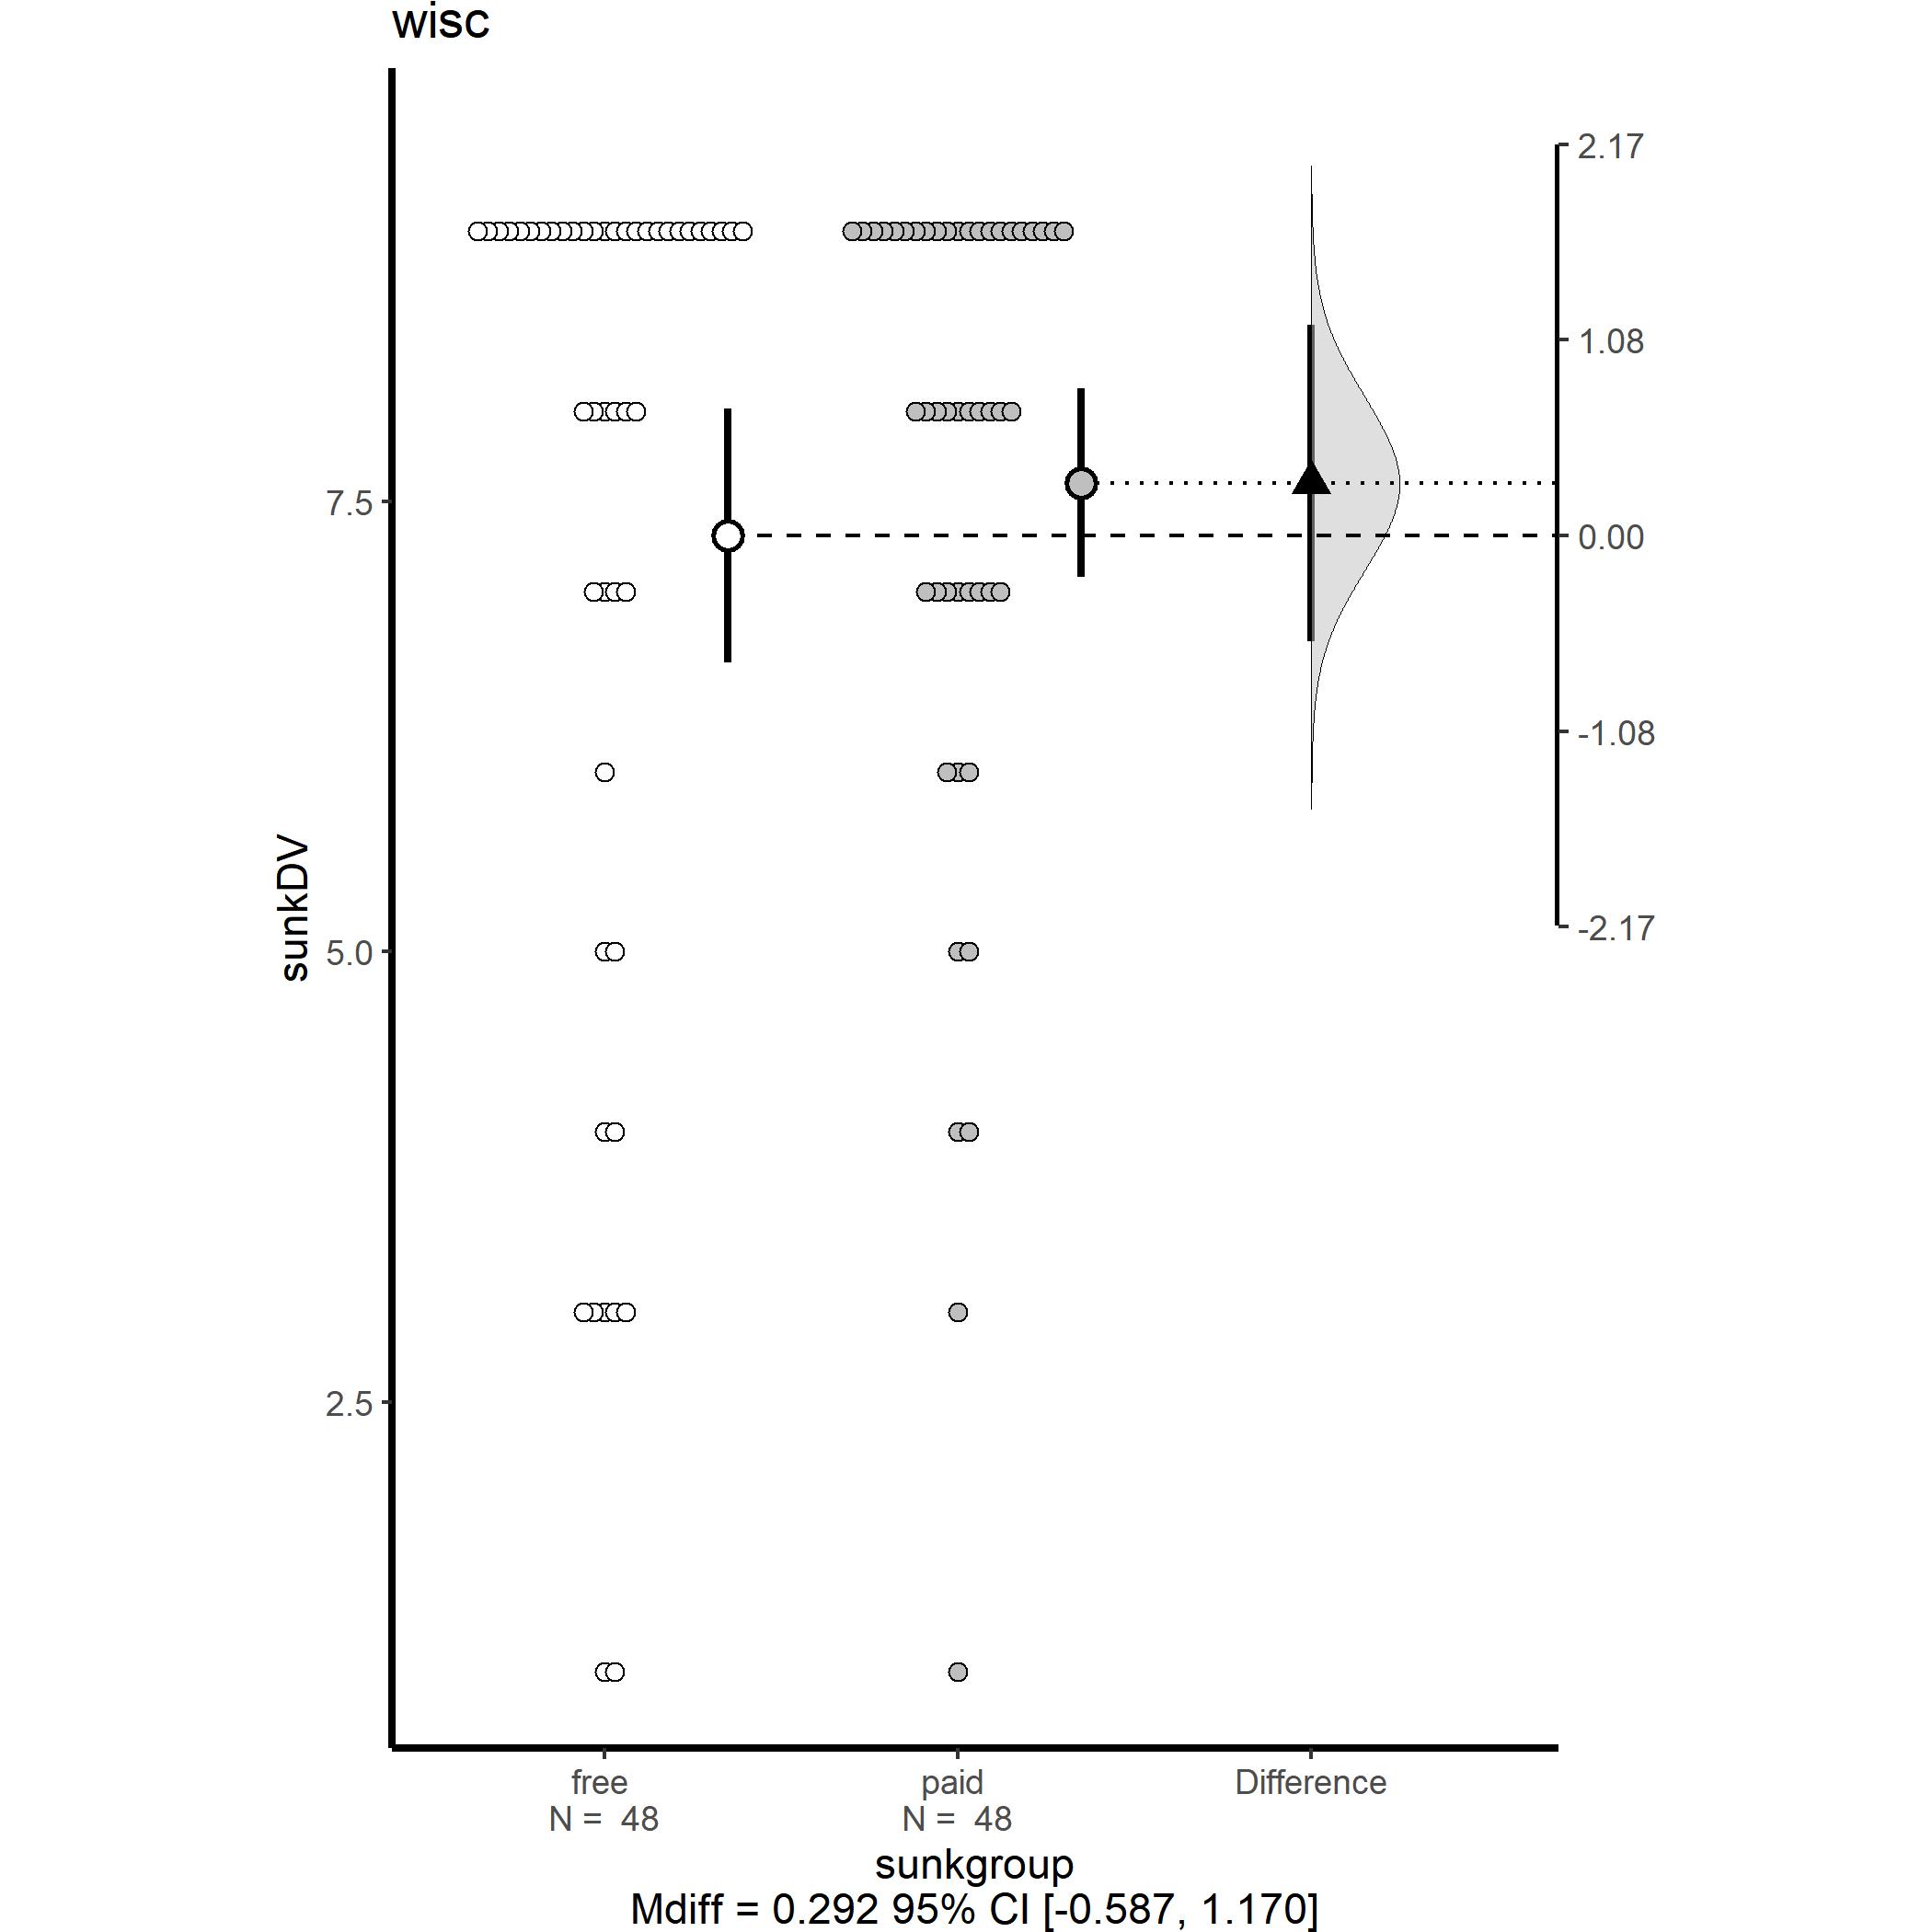 wisc
2.17
1.08
0.00
-1.08
-2.17
7.5
5.0
2.5
sunkDV
free
N =  48
paid
N =  48
Difference
sunkgroup
Mdiff = 0.292 95% CI [-0.587, 1.170]